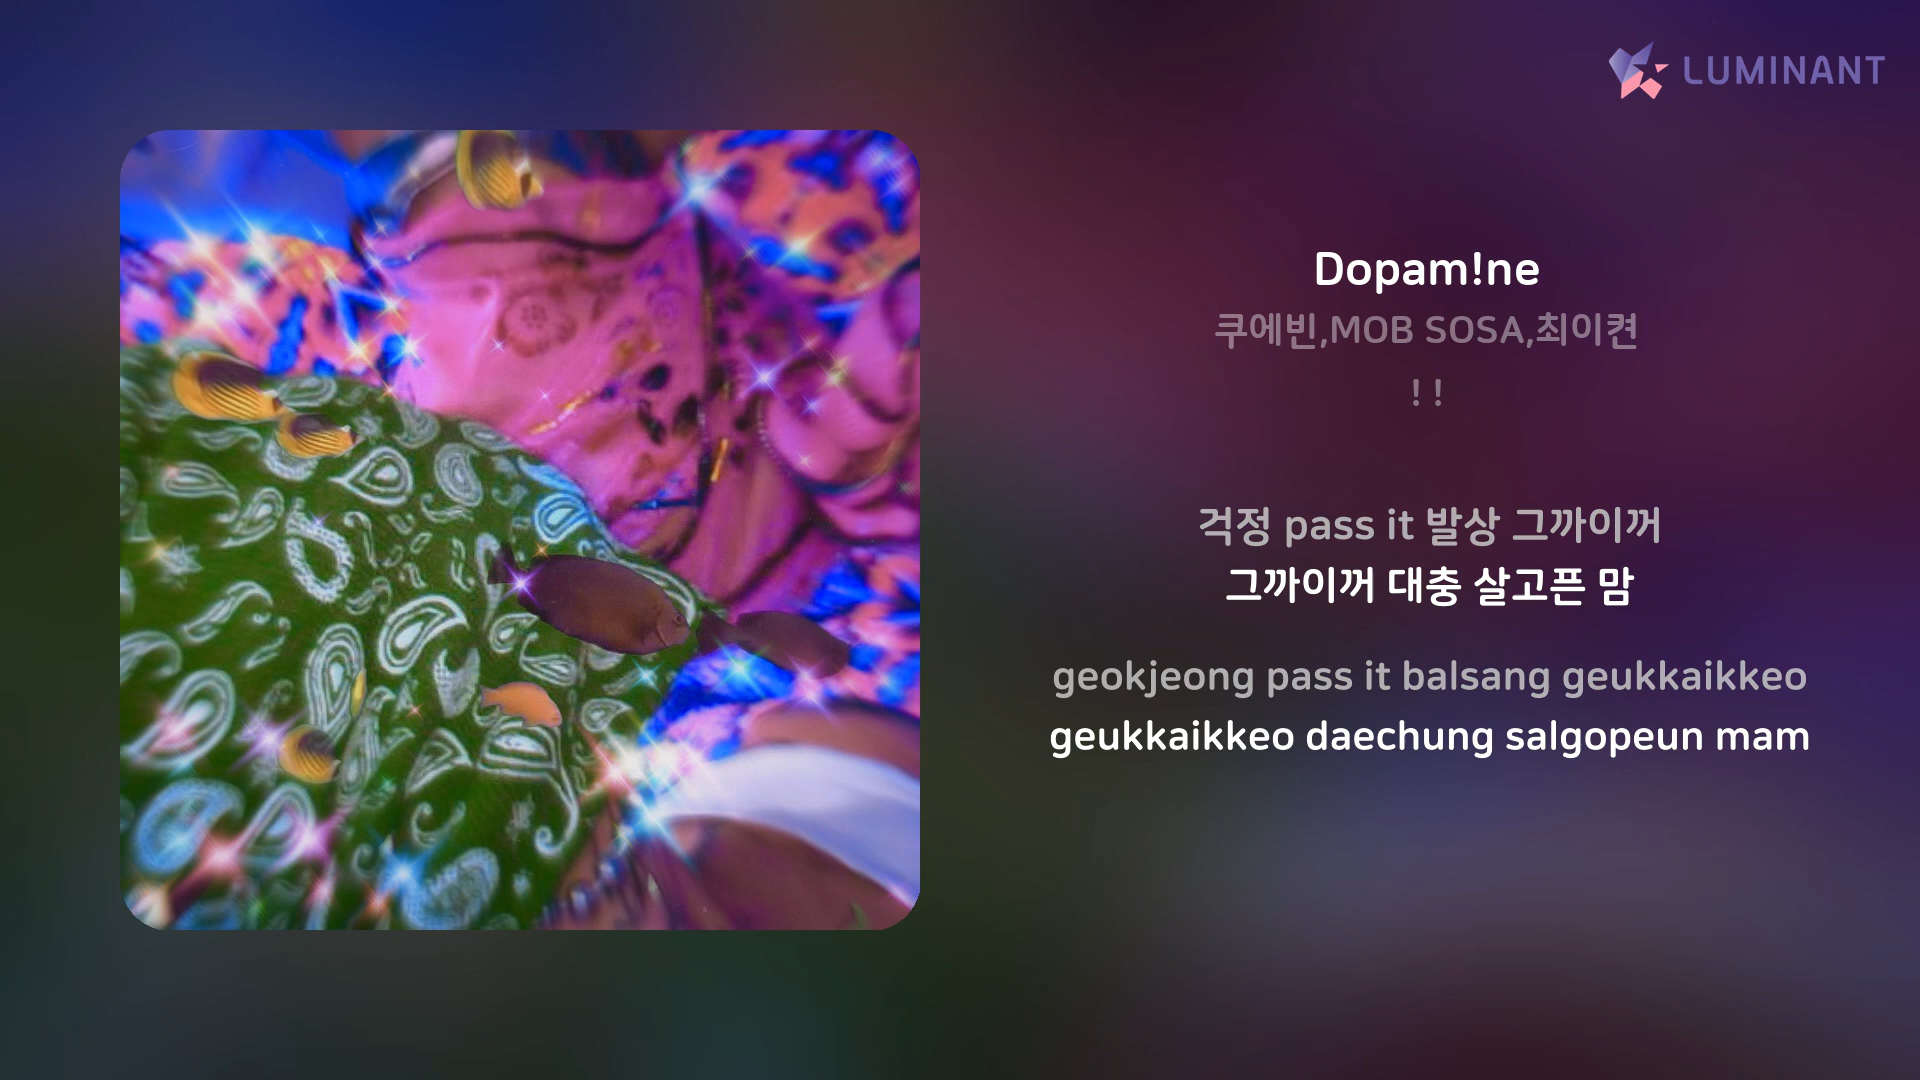 LUMINANT
Dopam!ne
쿠에빈,MOB SOSA,최이켠
! !
걱정 pass it 발상 그까이꺼
그까이꺼 대충 살고픈 맘
geokjeong pass it balsang geukkaikkeo
geukkaikkeo daechung salgopeun mam